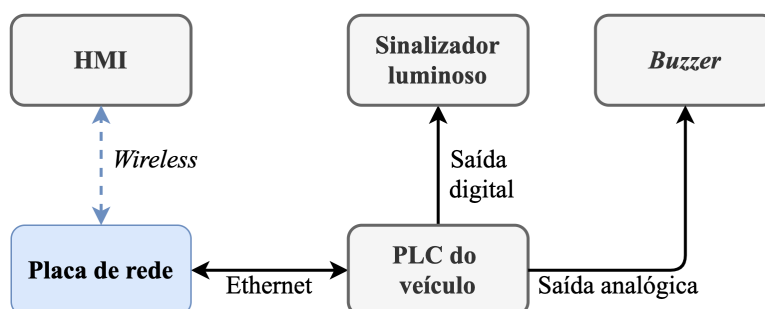 HMI
Sinalizador
luminoso
Buzzer
Wireless
Saída
digital
Placa de rede
Ethernet
PLC do
veículo
Saída analógica